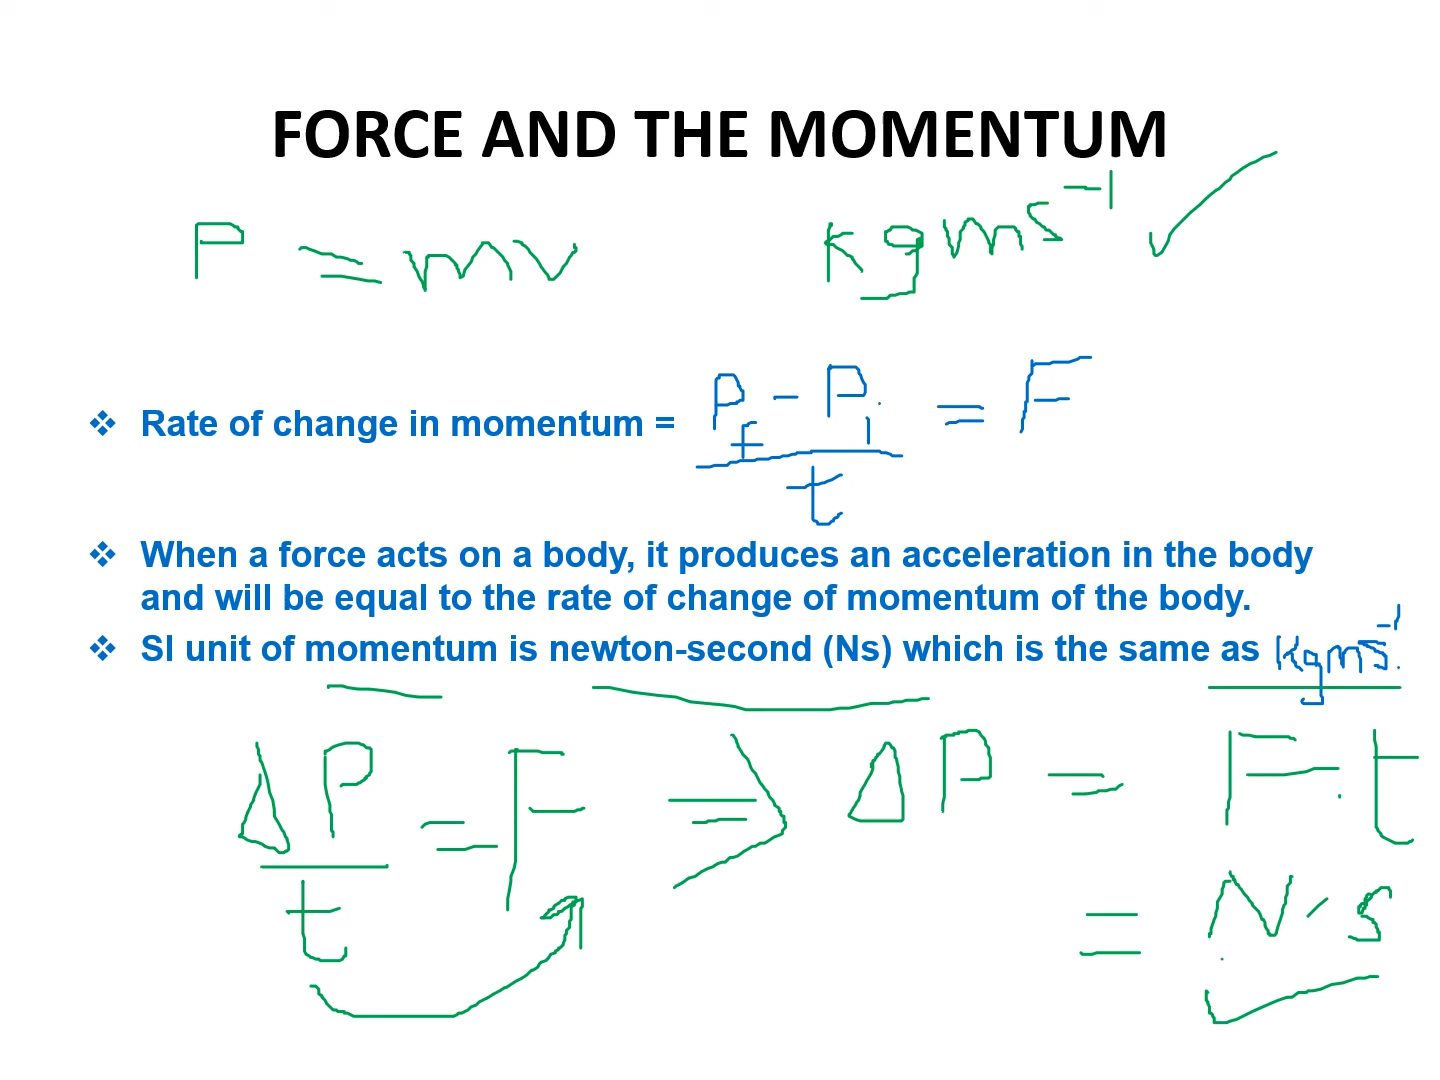 FORCE AND THE MOMENTUM
P = mv kgms⁻¹ ✓
❖ Rate of change in momentum = (Pf - Pi)/t = F
❖ When a force acts on a body, it produces an acceleration in the body
and will be equal to the rate of change of momentum of the body.
❖ SI unit of momentum is newton-second (Ns) which is the same as kgms⁻¹.
ΔP/t = F ⇒ ΔP = F·t
= N·s